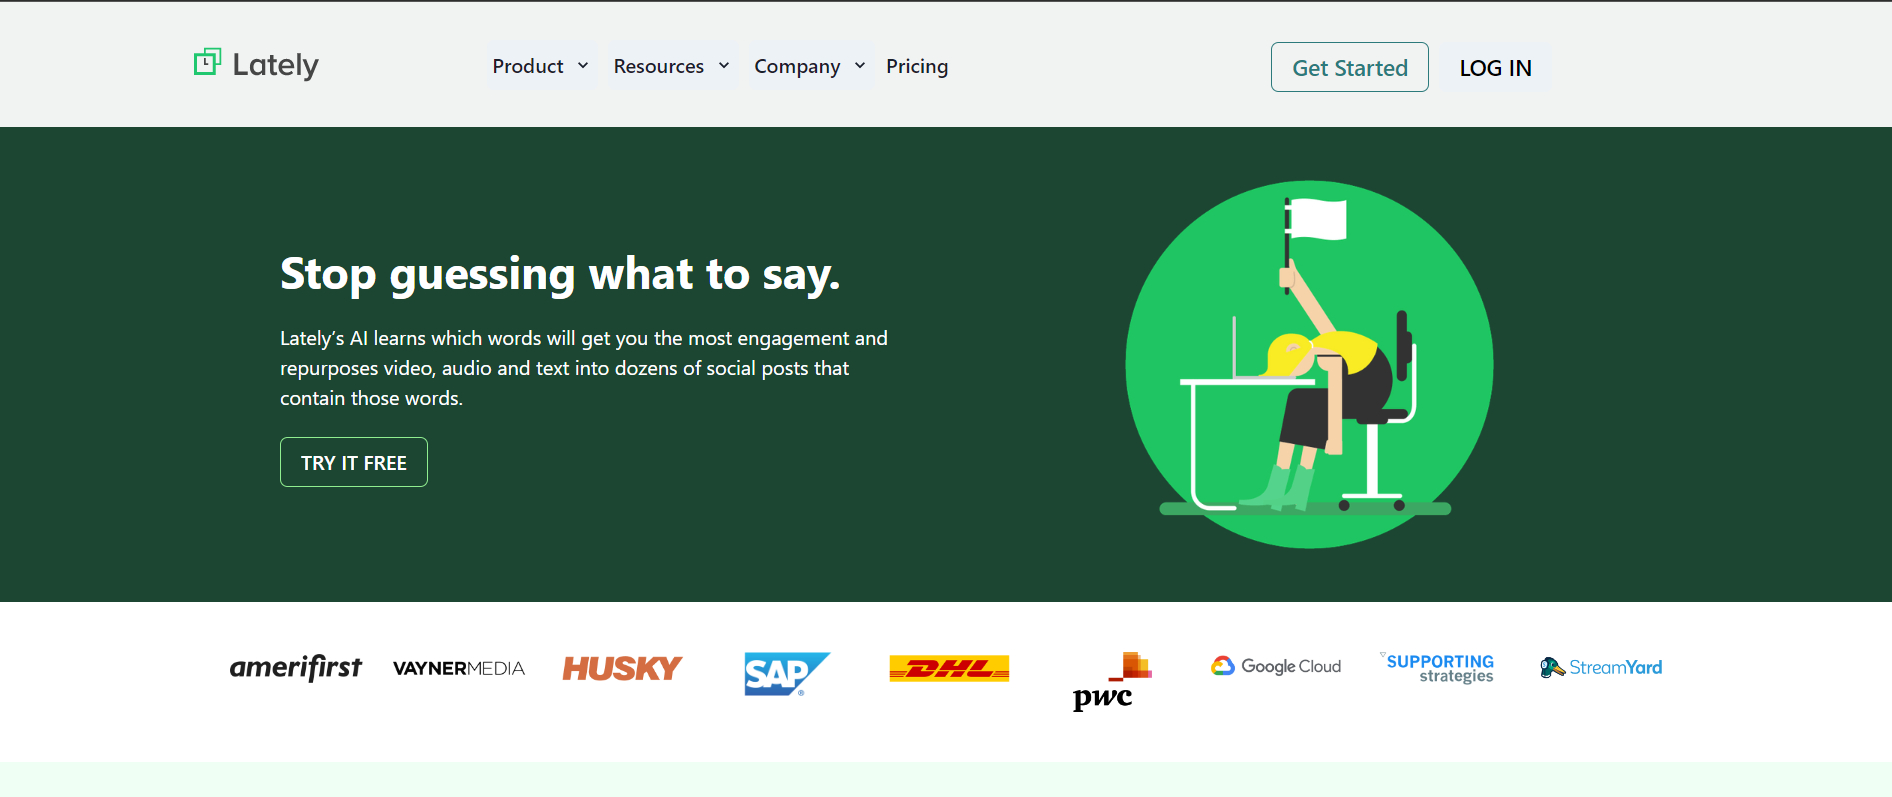 Lately
Product
Resources
Company
Pricing
Get Started
LOG IN
Stop guessing what to say.
Lately’s AI learns which words will get you the most engagement and
repurposes video, audio and text into dozens of social posts that
contain those words.
TRY IT FREE
amerifirst
VAYNERMEDIA
HUSKY
SAP®
DHL
pwc
Google Cloud
SUPPORTING
strategies
StreamYard